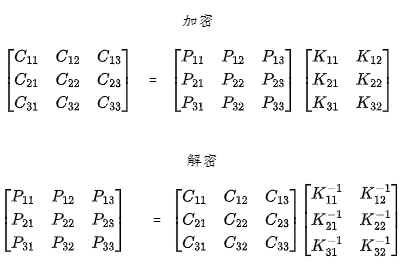 加密
C11 C12 C13 P11 P12 P13 K11 K12
C21 C22 C23 = P21 P22 P23 K21 K22
C31 C32 C33 P31 P32 P33 K31 K32
解密
P11 P12 P13 C11 C12 C13 K11^-1 K12^-1
P21 P22 P23 = C21 C22 C23 K21^-1 K22^-1
P31 P32 P33 C31 C32 C33 K31^-1 K32^-1